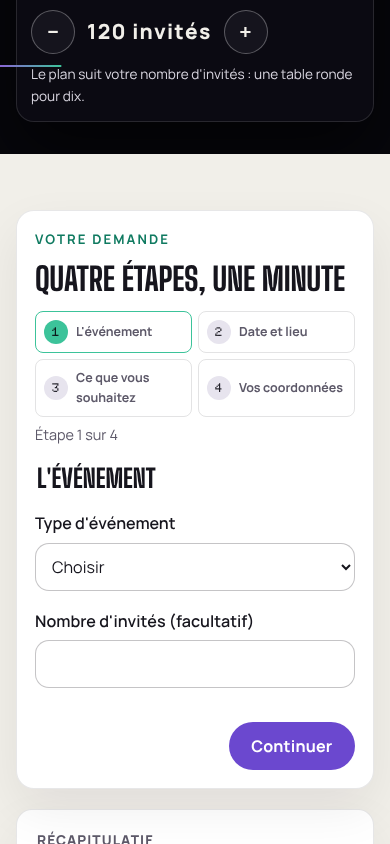 − 120 invités +
Le plan suit votre nombre d'invités : une table ronde
pour dix.
VOTRE DEMANDE
QUATRE ÉTAPES, UNE MINUTE
1 L'événement
2 Date et lieu
3 Ce que vous
souhaitez
4 Vos coordonnées
Étape 1 sur 4
L'ÉVÉNEMENT
Type d'événement
Choisir
Nombre d'invités (facultatif)
Continuer
RÉCAPITULATIF